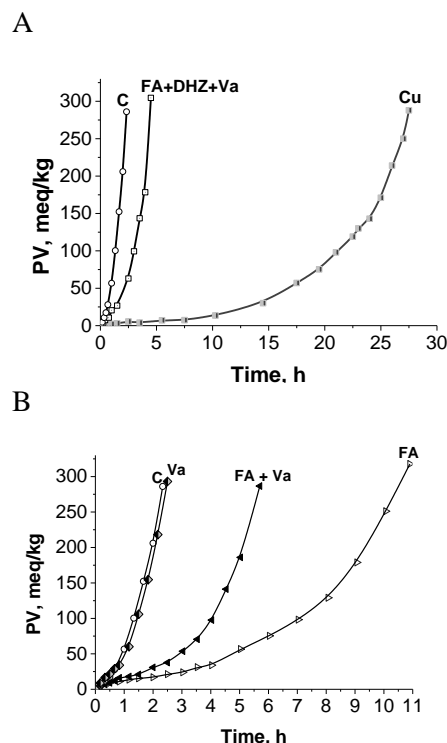 A
FA+DHZ+Va
C
Cu
300
250
200
150
100
50
0
PV, meq/kg
0 5 10 15 20 25 30
Time, h
B
C Va
FA + Va
FA
300
250
200
150
100
50
0
PV, meq/kg
0 1 2 3 4 5 6 7 8 9 10 11
Time, h